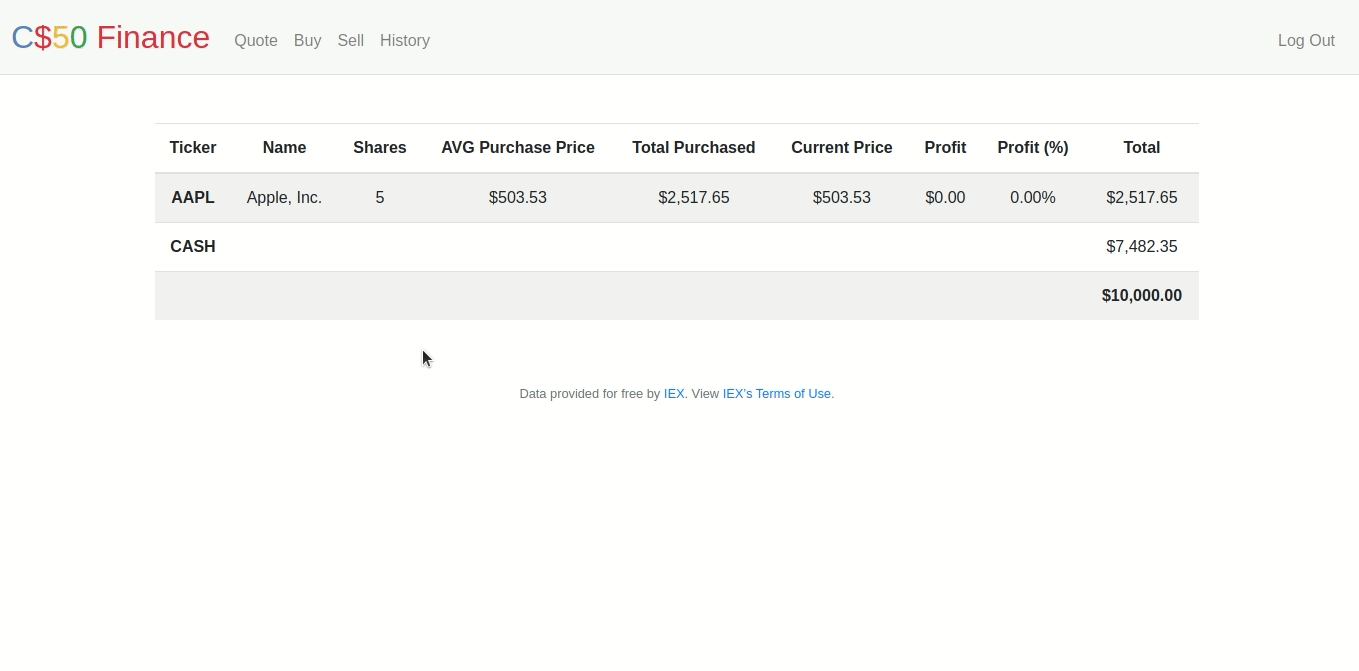 C$50 Finance Quote Buy Sell History Log Out
Ticker Name Shares AVG Purchase Price Total Purchased Current Price Profit Profit (%) Total
AAPL Apple, Inc. 5 $503.53 $2,517.65 $503.53 $0.00 0.00% $2,517.65
CASH $7,482.35
$10,000.00
Data provided for free by IEX. View IEX's Terms of Use.